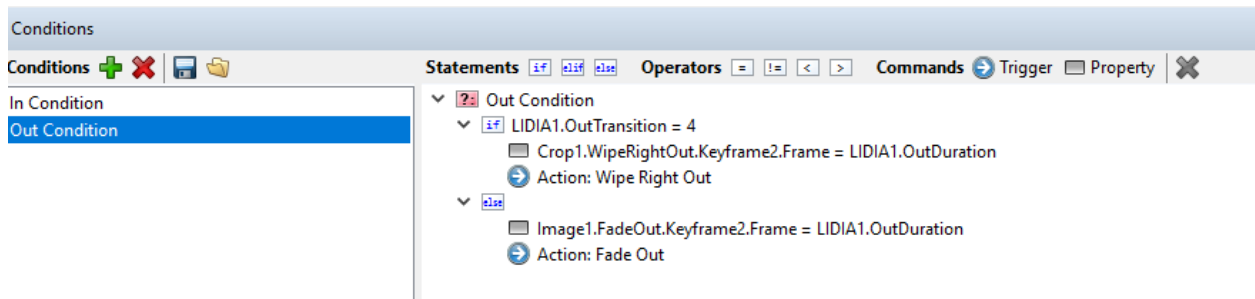 Conditions
Conditions
Statements if elif else Operators = != < > Commands Trigger Property
In Condition
Out Condition
?: Out Condition
if LIDIA1.OutTransition = 4
Crop1.WipeRightOut.Keyframe2.Frame = LIDIA1.OutDuration
Action: Wipe Right Out
else
Image1.FadeOut.Keyframe2.Frame = LIDIA1.OutDuration
Action: Fade Out